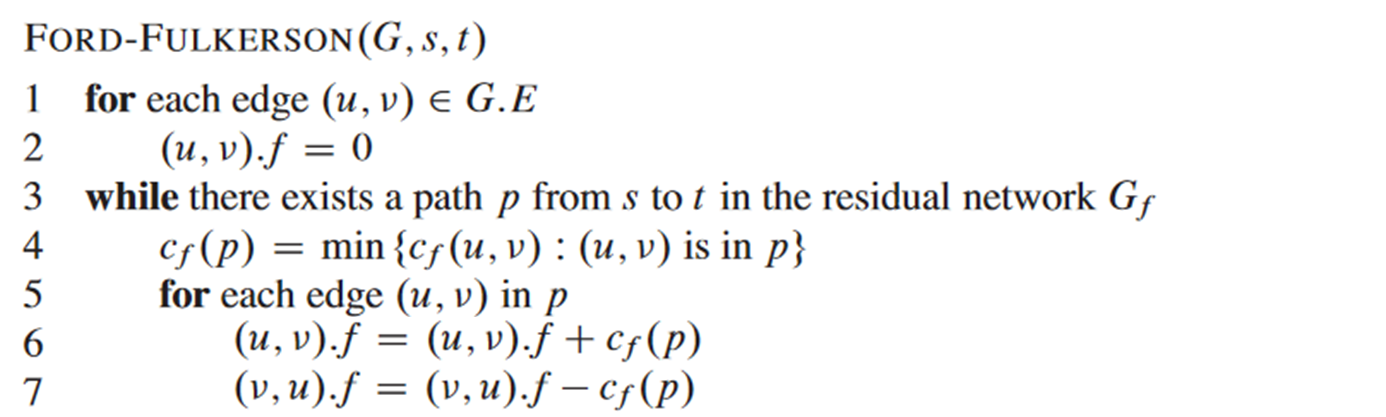 FORD-FULKERSON(G, s, t)
1 for each edge (u, v) ∈ G.E
2 (u, v).f = 0
3 while there exists a path p from s to t in the residual network G_f
4 c_f(p) = min {c_f(u, v) : (u, v) is in p}
5 for each edge (u, v) in p
6 (u, v).f = (u, v).f + c_f(p)
7 (v, u).f = (v, u).f − c_f(p)